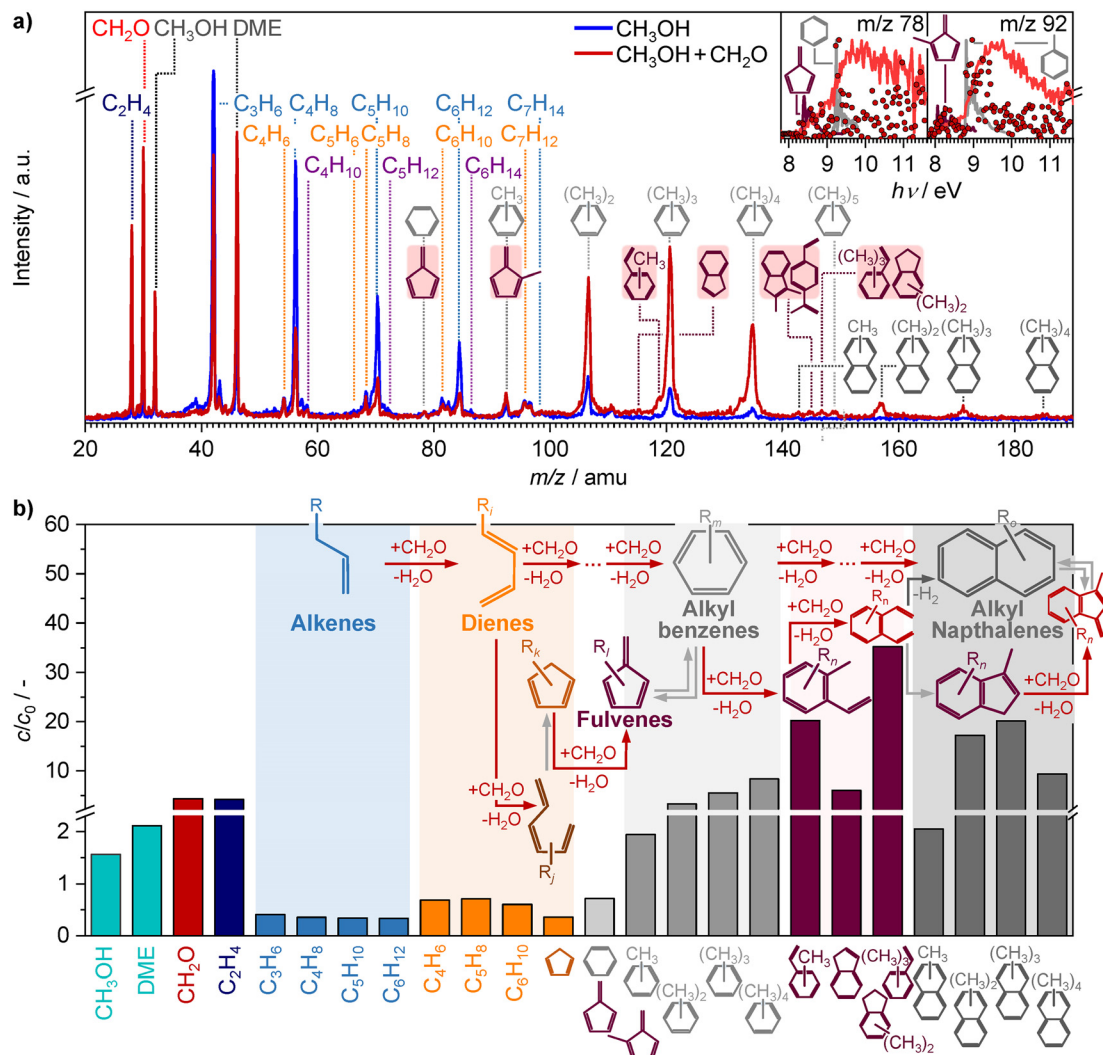 a)
CH₂O CH₃OH DME
CH₃OH
CH₃OH + CH₂O
m/z 78
m/z 92
8 9 10 11 8 9 10 11
hν / eV
C₂H₄
C₃H₆ C₄H₈ C₅H₁₀ C₆H₁₂ C₇H₁₄
C₄H₆ C₅H₆ C₅H₈ C₆H₁₀ C₇H₁₂
C₄H₁₀ C₅H₁₂ C₆H₁₄
CH₃ (CH₃)₂ (CH₃)₃ (CH₃)₄ (CH₃)₅
CH₃ (CH₃)₃
(CH₃)₂
CH₃ (CH₃)₂ (CH₃)₃ (CH₃)₄
Intensity / a.u.
20 40 60 80 100 120 140 160 180
m/z / amu
b)
60
50
40
30
20
10
5
2
1
0
c/c₀ / -
R
Alkenes
+CH₂O
-H₂O
Rᵢ
Dienes
+CH₂O
-H₂O
...
+CH₂O
-H₂O
Rₘ
Alkyl
benzenes
+CH₂O
-H₂O
...
+CH₂O
-H₂O
Rₒ
Alkyl
Napthalenes
+CH₂O
-H₂O
Rⱼ
Rₖ
+CH₂O
-H₂O
Rₗ
Fulvenes
+CH₂O
-H₂O
Rₙ
+CH₂O
-H₂O
Rₙ
-H₂
Rₙ
+CH₂O
-H₂O
Rₙ
CH₃OH
DME
CH₂O
C₂H₄
C₃H₆
C₄H₈
C₅H₁₀
C₆H₁₂
C₄H₆
C₅H₈
C₆H₁₀
CH₃
(CH₃)₂
(CH₃)₃
(CH₃)₄
CH₃
(CH₃)₃
(CH₃)₂
CH₃
(CH₃)₂
(CH₃)₃
(CH₃)₄